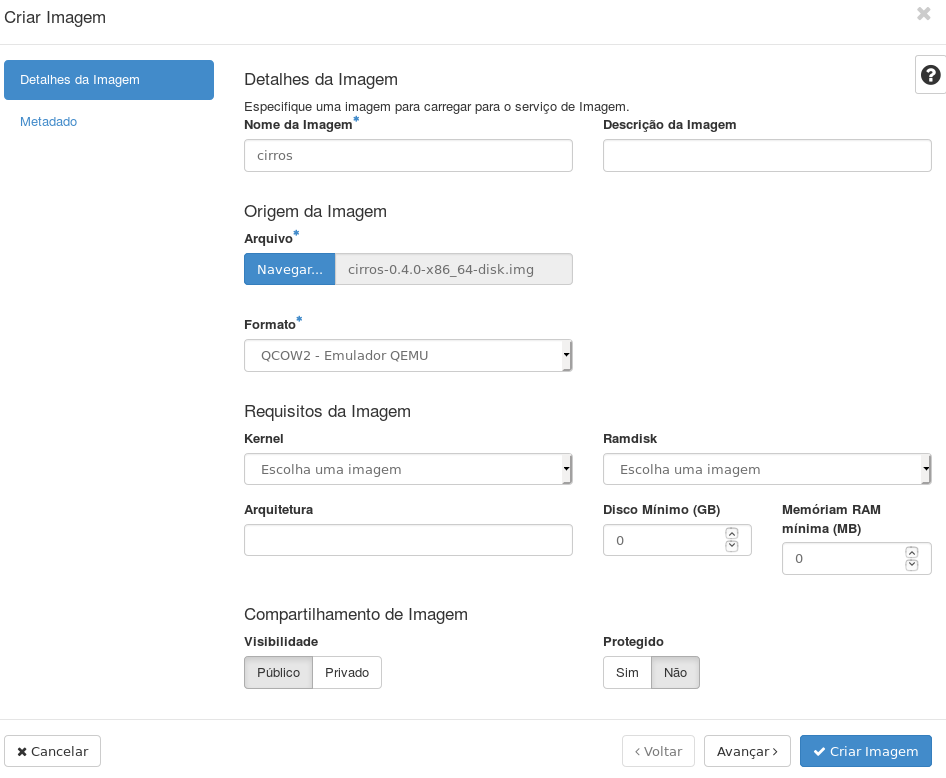 Criar Imagem
Detalhes da Imagem
Metadado
Detalhes da Imagem
Especifique uma imagem para carregar para o serviço de Imagem.
Nome da Imagem*
Descrição da Imagem
cirros
Origem da Imagem
Arquivo*
Navegar... cirros-0.4.0-x86_64-disk.img
Formato*
QCOW2 - Emulador QEMU
Requisitos da Imagem
Kernel
Ramdisk
Escolha uma imagem
Escolha uma imagem
Arquitetura
Disco Mínimo (GB)
Memóriam RAM
mínima (MB)
0
0
Compartilhamento de Imagem
Visibilidade
Protegido
Público Privado
Sim Não
Cancelar
‹ Voltar
Avançar ›
Criar Imagem